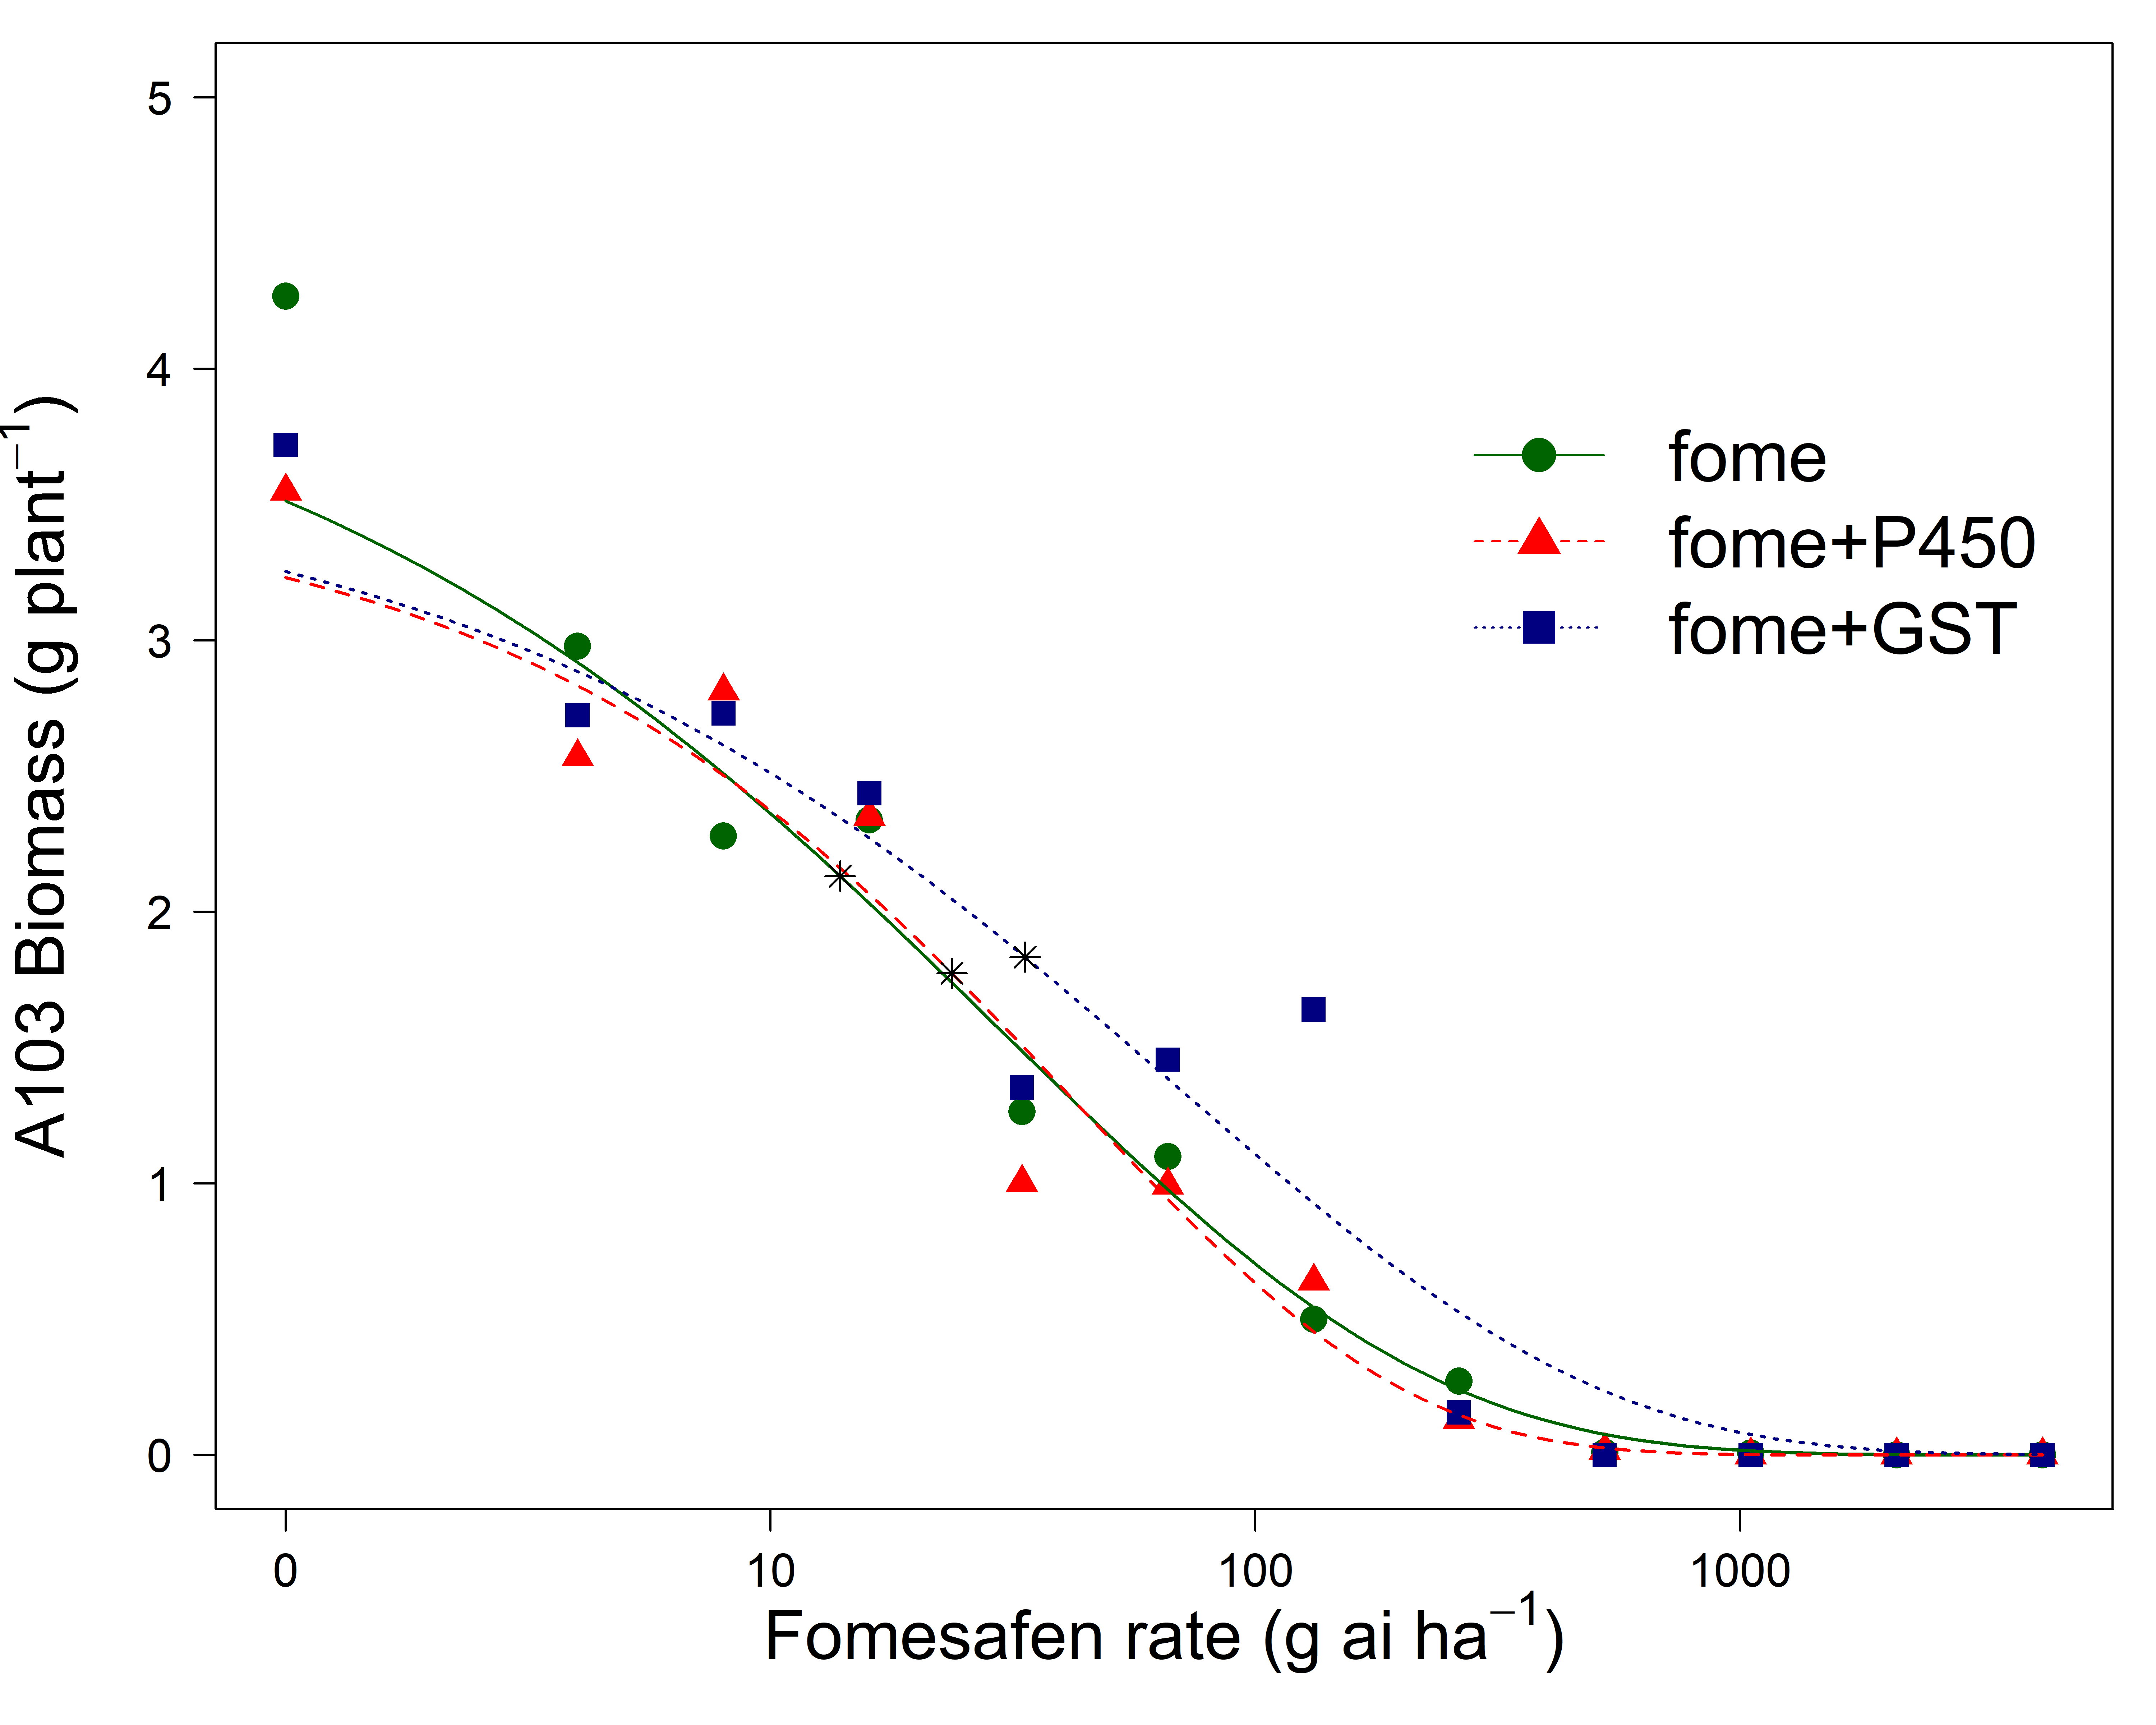 5
4
3
2
1
0
A103 Biomass (g plant⁻¹)
fome
fome+P450
fome+GST
0 10 100 1000
Fomesafen rate (g ai ha⁻¹)